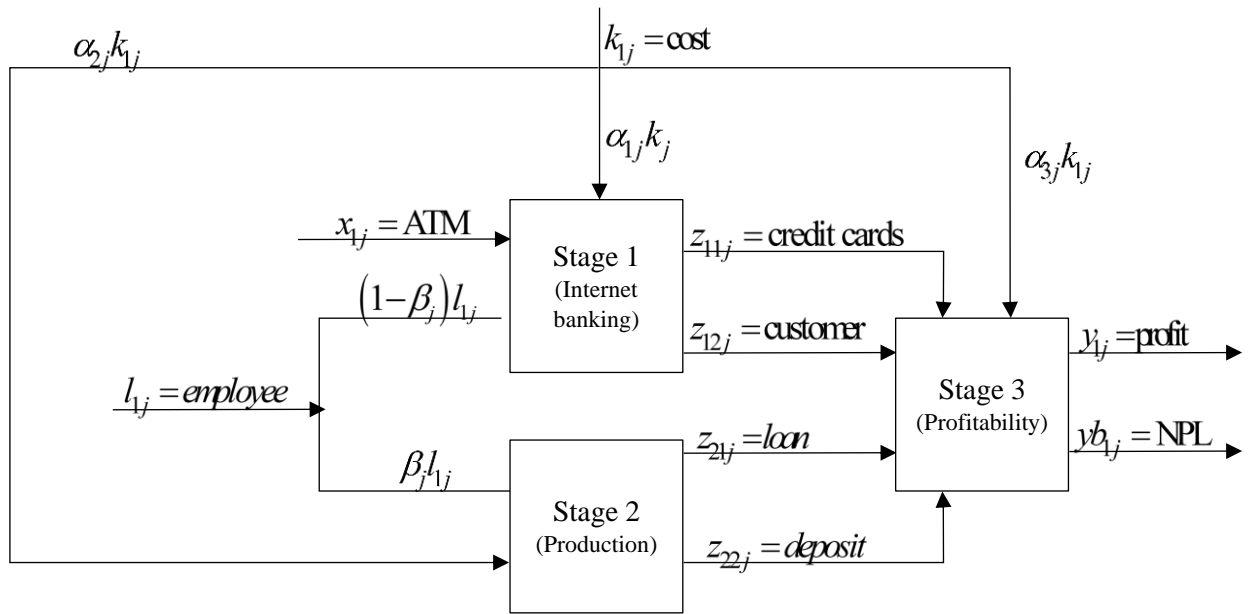 α₂ⱼk₁ⱼ
k₁ⱼ = cost
α₁ⱼkⱼ
α₃ⱼk₁ⱼ
x₁ⱼ = ATM
Stage 1
(Internet
banking)
z₁₁ⱼ = credit cards
(1−βⱼ)l₁ⱼ
z₁₂ⱼ = customer
y₁ⱼ = profit
l₁ⱼ = employee
Stage 3
(Profitability)
z₂₁ⱼ = loan
yb₁ⱼ = NPL
βⱼl₁ⱼ
Stage 2
(Production)
z₂₂ⱼ = deposit